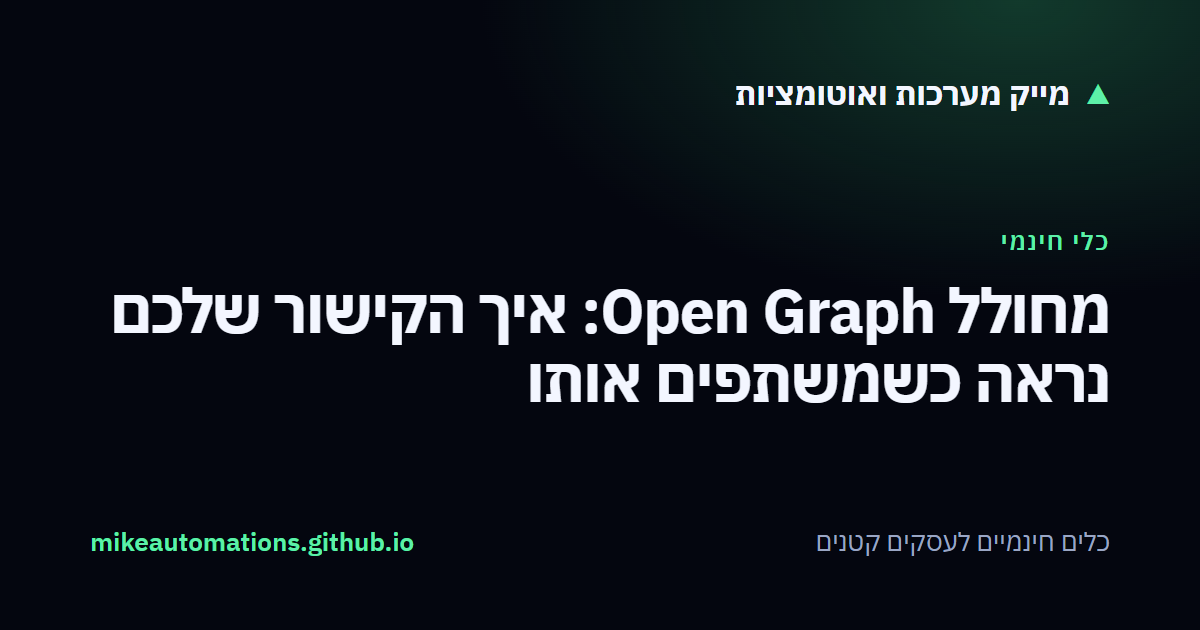 מייק מערכות ואוטומציות
כלי חינמי
מחולל Open Graph: איך הקישור שלכם
נראה כשמשתפים אותו
כלים חינמיים לעסקים קטנים
mikeautomations.github.io